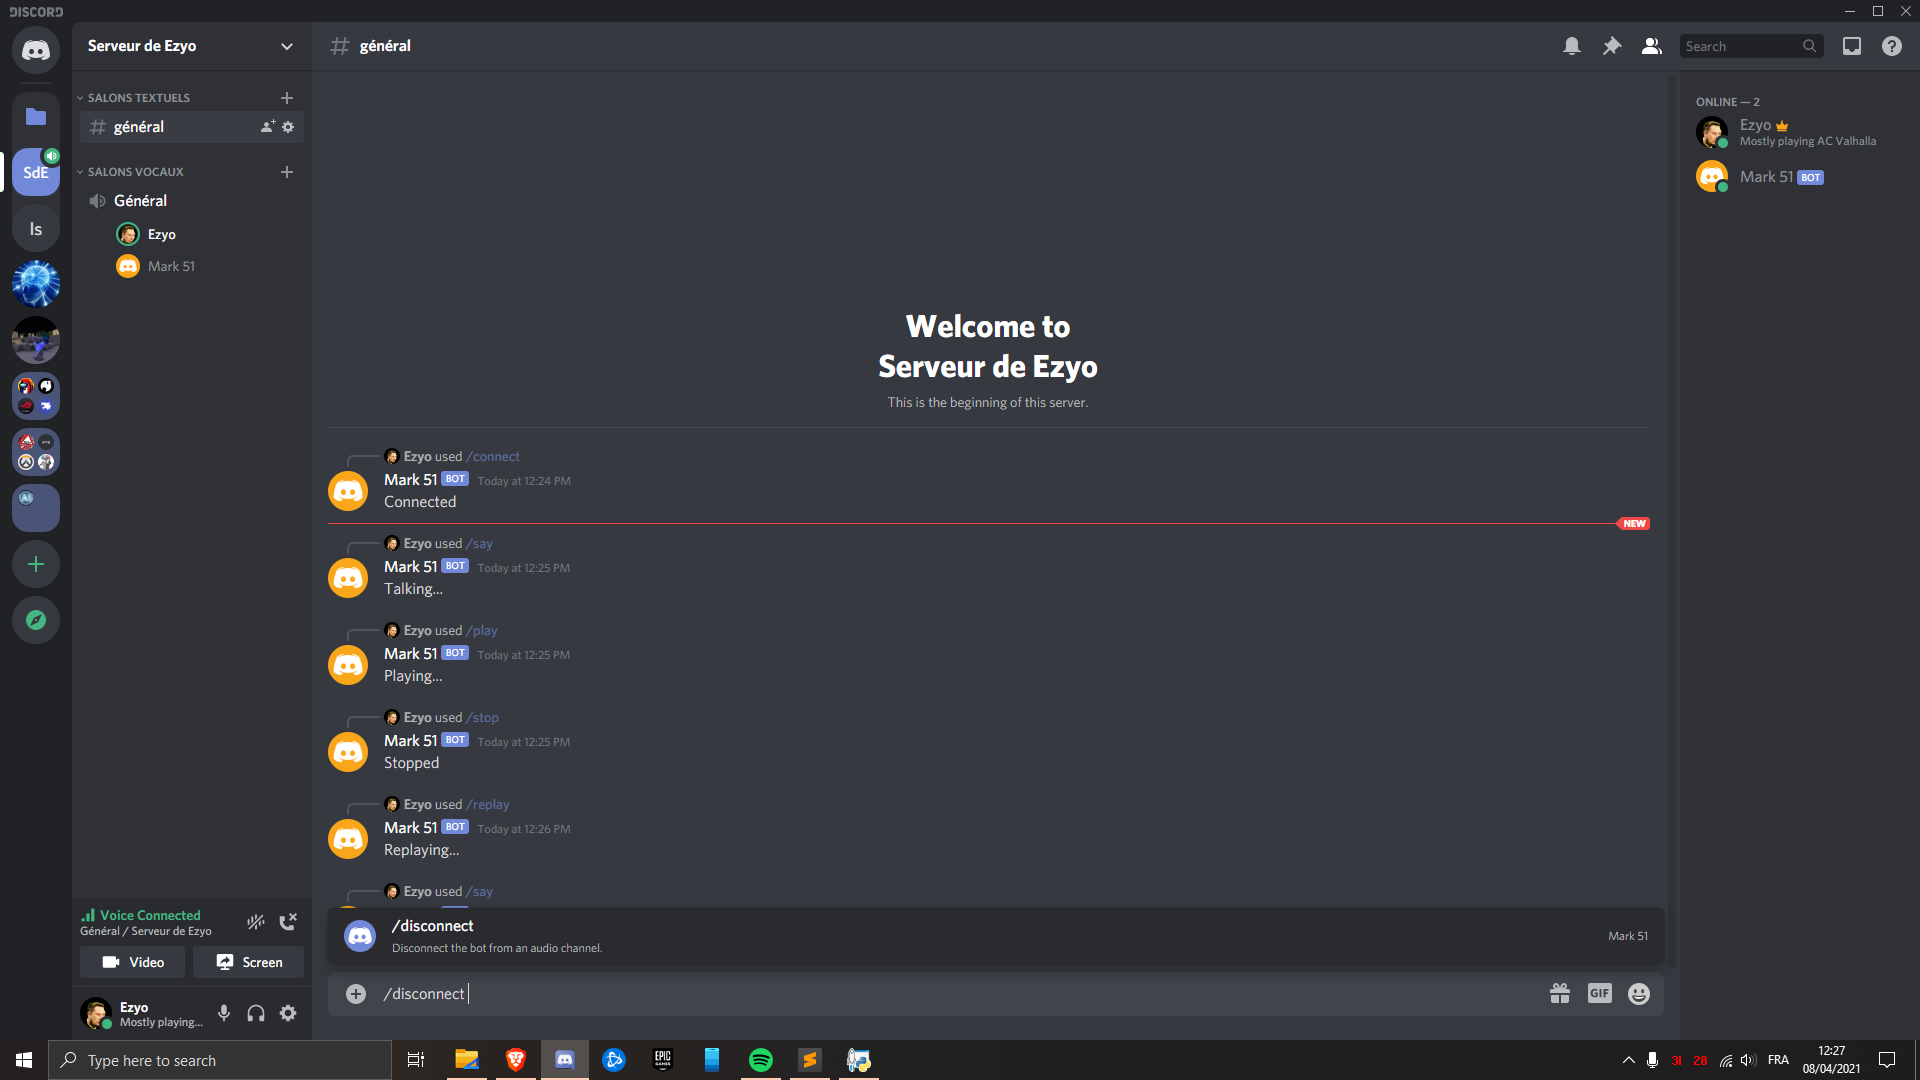 DISCORD
Serveur de Ezyo
SALONS TEXTUELS
général
SALONS VOCAUX
Général
Ezyo
Mark 51
SdE
ls
Voice Connected
Général / Serveur de Ezyo
Video
Screen
Ezyo
Mostly playing...
général
Search
Welcome to
Serveur de Ezyo
This is the beginning of this server.
Ezyo used /connect
Mark 51 BOT Today at 12:24 PM
Connected
NEW
Ezyo used /say
Mark 51 BOT Today at 12:25 PM
Talking...
Ezyo used /play
Mark 51 BOT Today at 12:25 PM
Playing...
Ezyo used /stop
Mark 51 BOT Today at 12:25 PM
Stopped
Ezyo used /replay
Mark 51 BOT Today at 12:26 PM
Replaying...
Ezyo used /say
/disconnect
Disconnect the bot from an audio channel.
Mark 51
/disconnect
GIF
ONLINE — 2
Ezyo
Mostly playing AC Valhalla
Mark 51 BOT
Type here to search
EPIC
GAMES
31 28
FRA
12:27
08/04/2021